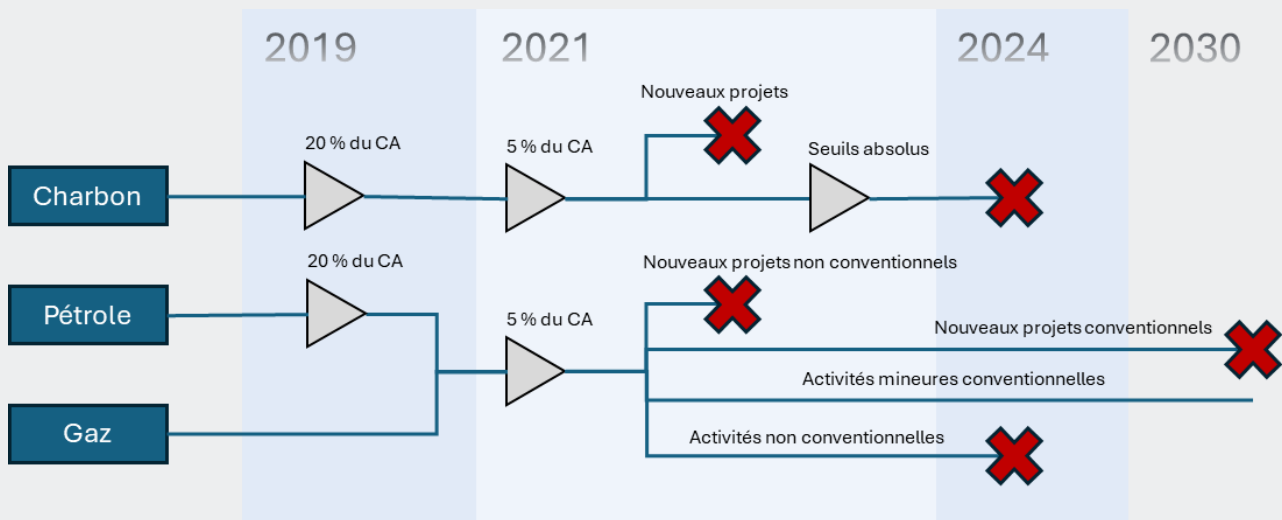 2019
2021
2024
2030
Nouveaux projets
20 % du CA
5 % du CA
Seuils absolus
Charbon
20 % du CA
Nouveaux projets non conventionnels
Pétrole
5 % du CA
Nouveaux projets conventionnels
Activités mineures conventionnelles
Gaz
Activités non conventionnelles